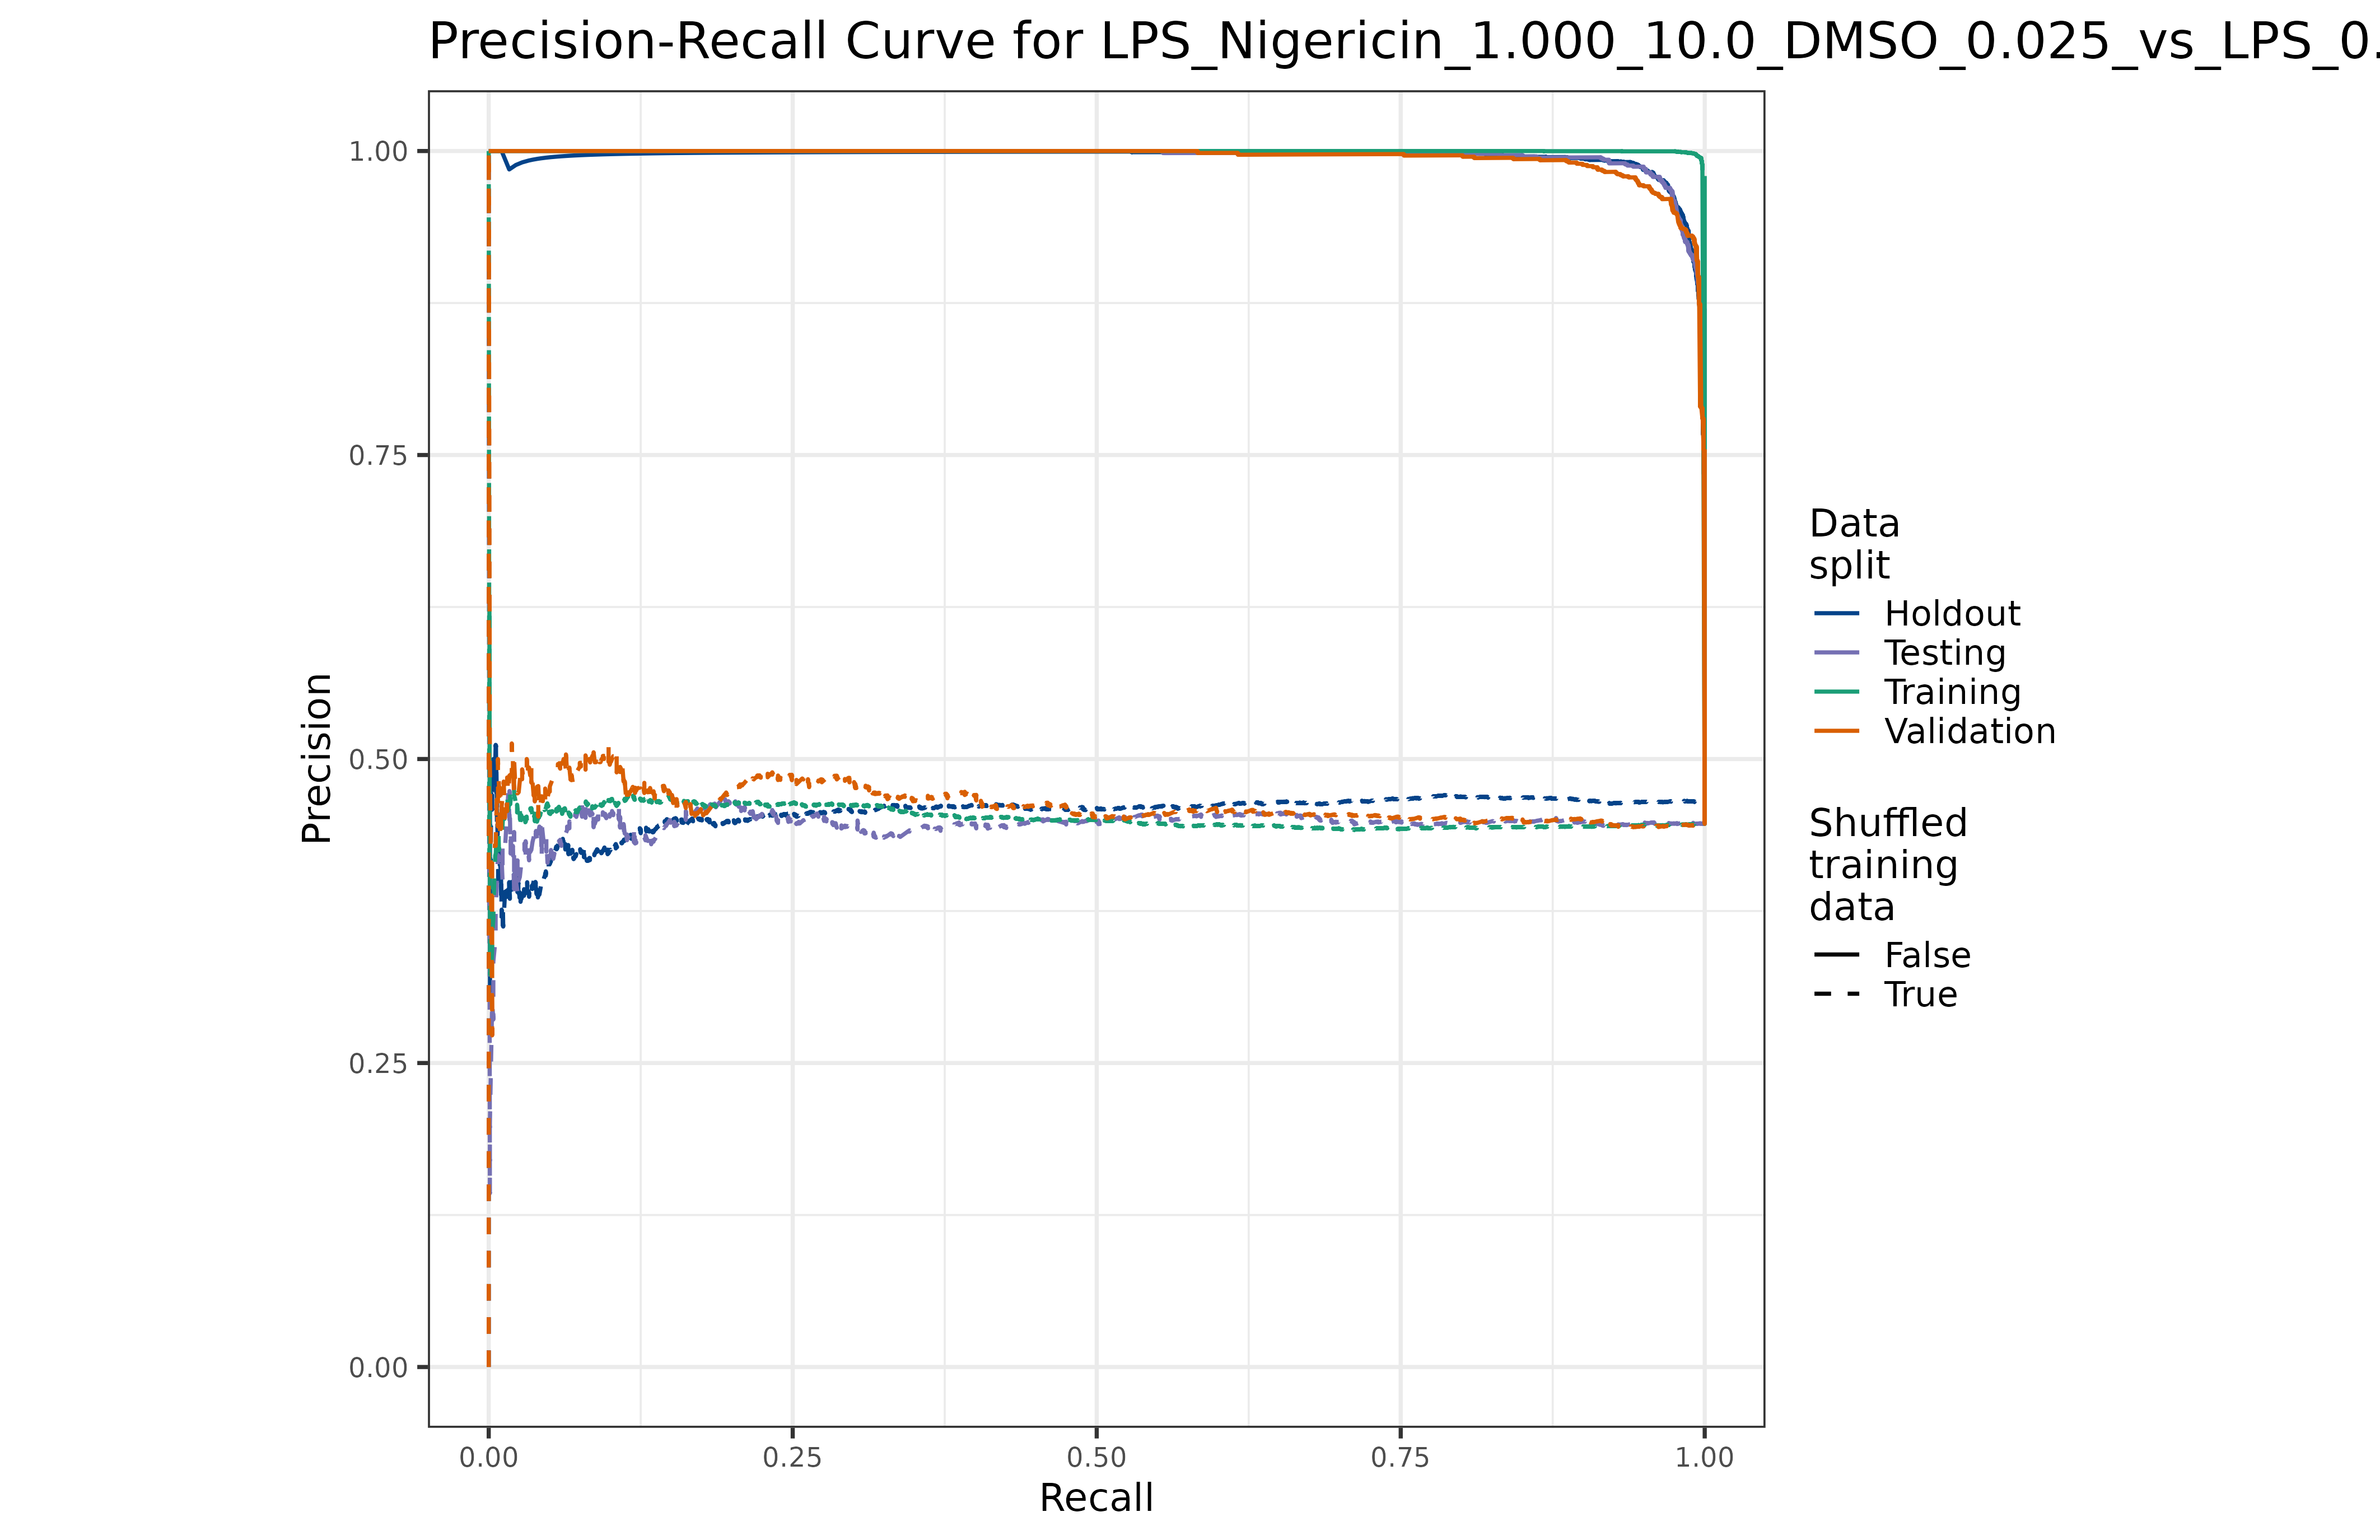 Precision-Recall Curve for LPS_Nigericin_1.000_10.0_DMSO_0.025_vs_LPS_0.
Precision
1.00
0.75
0.50
0.25
0.00
0.00 0.25 0.50 0.75 1.00
Recall
Data
split
Holdout
Testing
Training
Validation
Shuffled
training
data
False
True